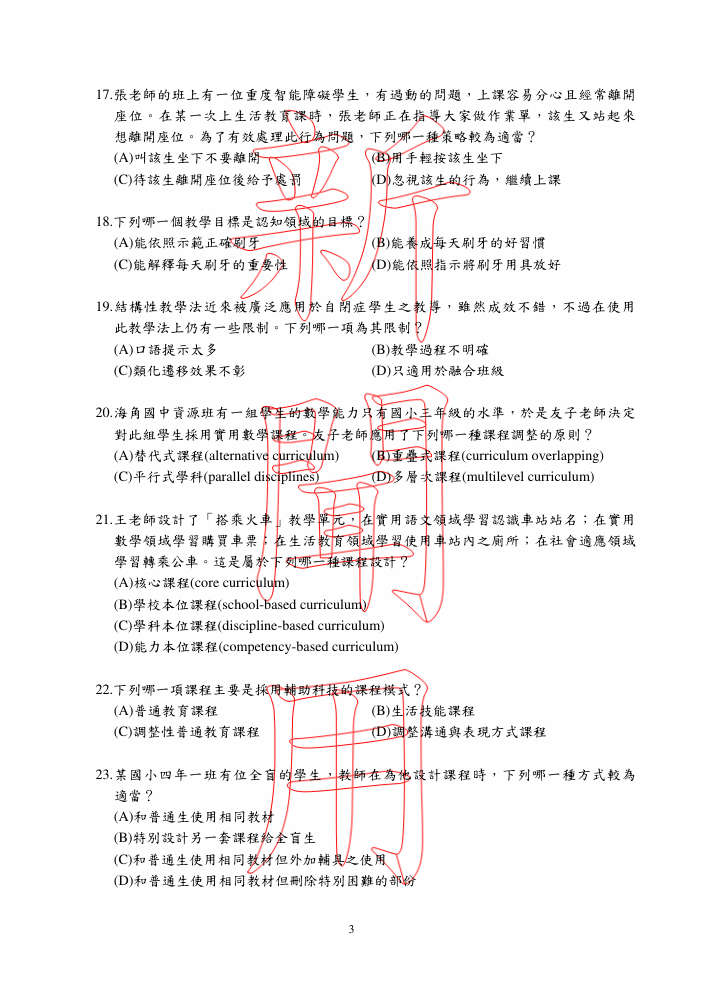 17.張老師的班上有一位重度智能障礙學生，有過動的問題，上課容易分心且經常離開
座位。在某一次上生活教育課時，張老師正在指導大家做作業單，該生又站起來
想離開座位。為了有效處理此行為問題，下列哪一種策略較為適當？
(A)叫該生坐下不要離開 (B)用手輕按該生坐下
(C)待該生離開座位後給予處罰 (D)忽視該生的行為，繼續上課
18.下列哪一個教學目標是認知領域的目標？
(A)能依照示範正確刷牙 (B)能養成每天刷牙的好習慣
(C)能解釋每天刷牙的重要性 (D)能依照指示將刷牙用具放好
19.結構性教學法近來被廣泛應用於自閉症學生之教導，雖然成效不錯，不過在使用
此教學法上仍有一些限制。下列哪一項為其限制？
(A)口語提示太多 (B)教學過程不明確
(C)類化遷移效果不彰 (D)只適用於融合班級
20.海角國中資源班有一組學生的數學能力只有國小三年級的水準，於是友子老師決定
對此組學生採用實用數學課程。友子老師應用了下列哪一種課程調整的原則？
(A)替代式課程(alternative curriculum) (B)重疊式課程(curriculum overlapping)
(C)平行式學科(parallel disciplines) (D)多層次課程(multilevel curriculum)
21.王老師設計了「搭乘火車」教學單元，在實用語文領域學習認識車站站名；在實用
數學領域學習購買車票；在生活教育領域學習使用車站內之廁所；在社會適應領域
學習轉乘公車。這是屬於下列哪一種課程設計？
(A)核心課程(core curriculum)
(B)學校本位課程(school-based curriculum)
(C)學科本位課程(discipline-based curriculum)
(D)能力本位課程(competency-based curriculum)
22.下列哪一項課程主要是採用輔助科技的課程模式？
(A)普通教育課程 (B)生活技能課程
(C)調整性普通教育課程 (D)調整溝通與表現方式課程
23.某國小四年一班有位全盲的學生，教師在為他設計課程時，下列哪一種方式較為
適當？
(A)和普通生使用相同教材
(B)特別設計另一套課程給全盲生
(C)和普通生使用相同教材但外加輔具之使用
(D)和普通生使用相同教材但刪除特別困難的部份
3
新
聞
用